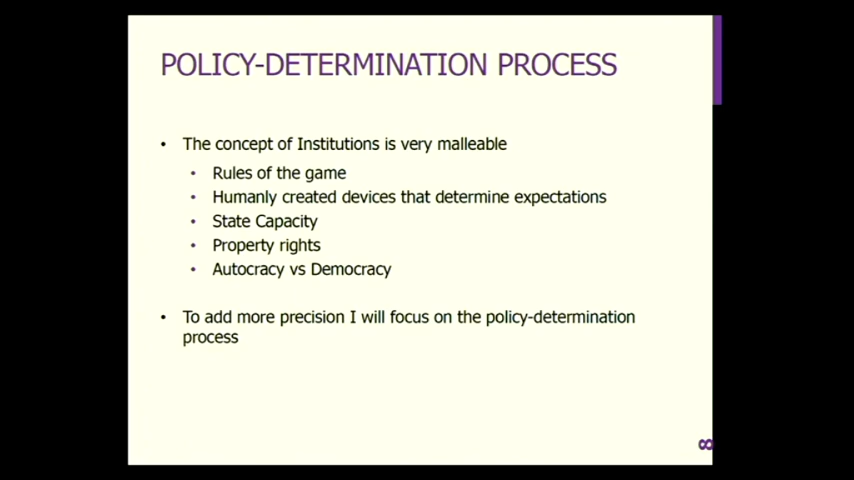 POLICY-DETERMINATION PROCESS
• The concept of Institutions is very malleable
• Rules of the game
• Humanly created devices that determine expectations
• State Capacity
• Property rights
• Autocracy vs Democracy
• To add more precision I will focus on the policy-determination
process
8